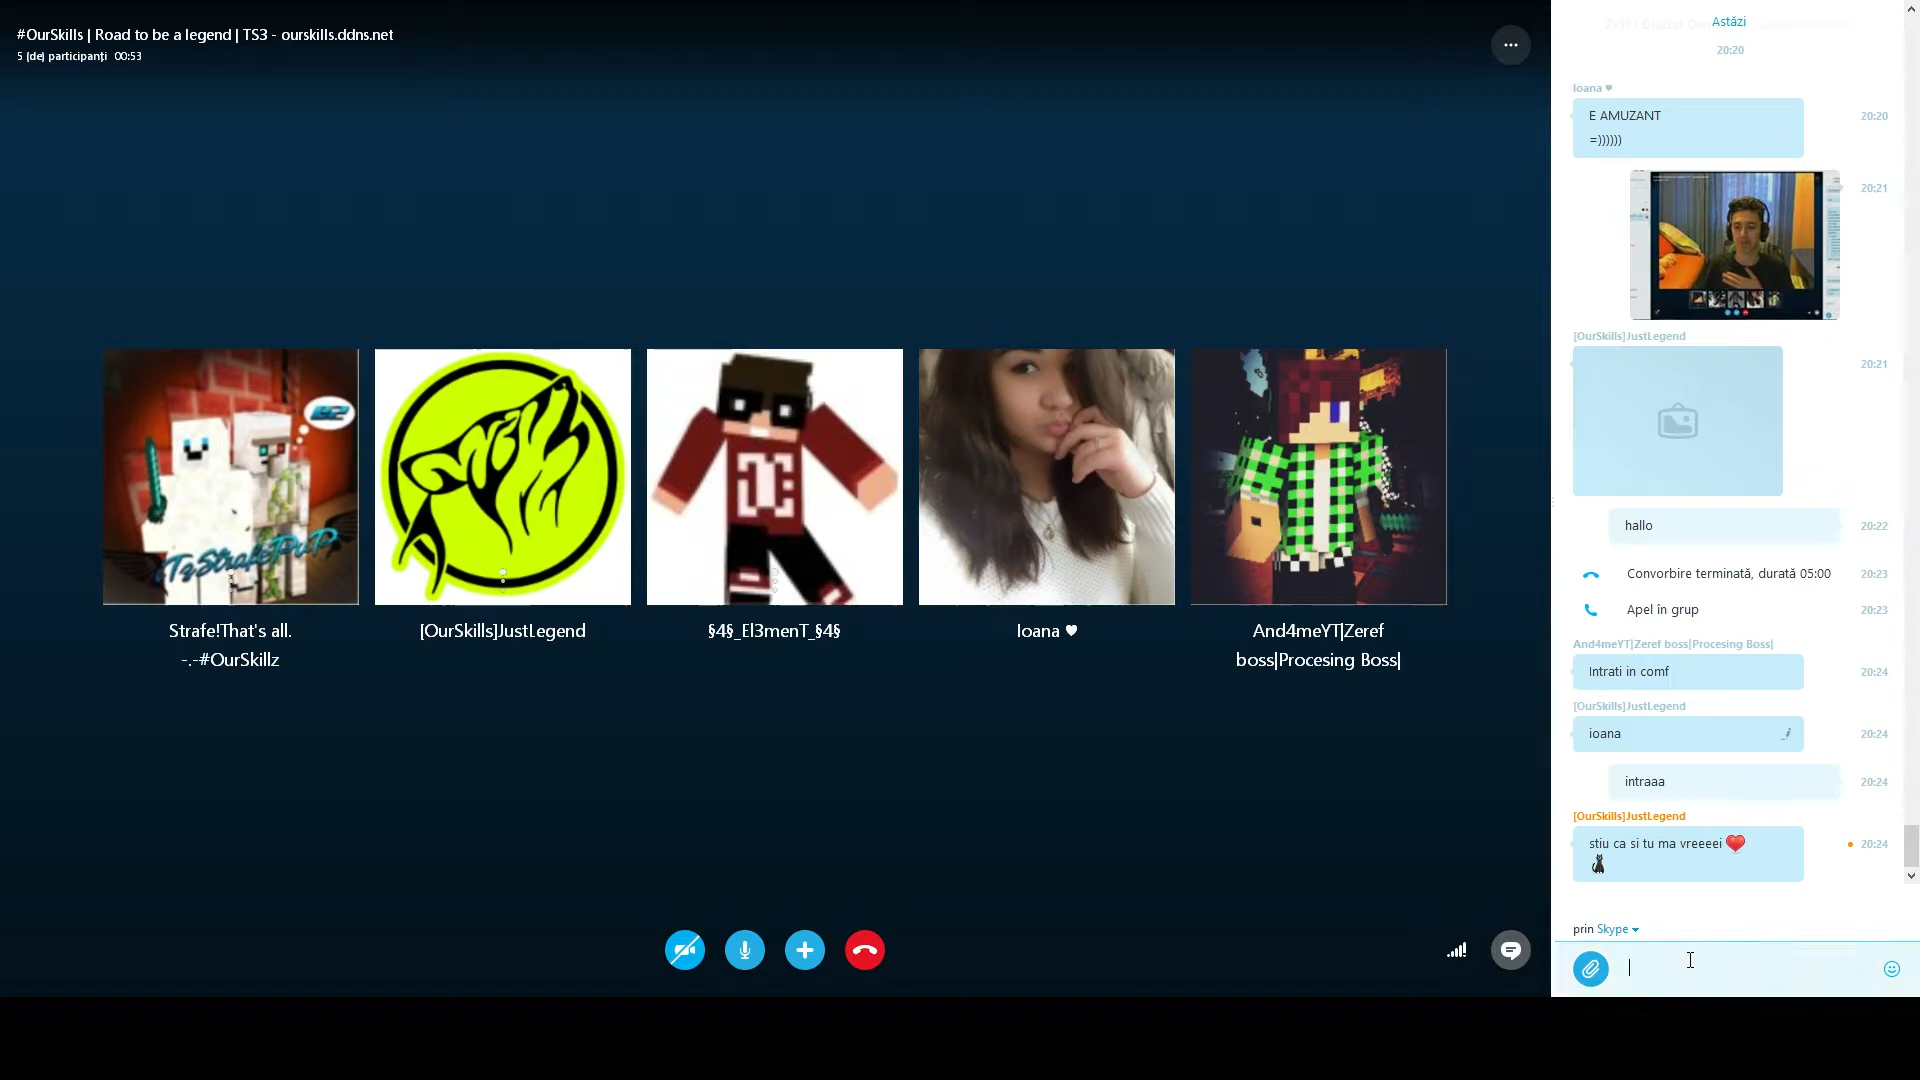 #OurSkills | Road to be a legend | TS3 - ourskills.ddns.net
5 (de) participanți 00:53
Strafe!That's all.
-.-#OurSkillz
[OurSkills]JustLegend
§4§_El3menT_§4§
Ioana ♥
And4meYT|Zeref
boss|Procesing Boss|
Astăzi
20:20
Ioana ♥
E AMUZANT
=))))))
20:20
20:21
[OurSkills]JustLegend
20:21
hallo
20:22
Convorbire terminată, durată 05:00
20:23
Apel în grup
20:23
And4meYT|Zeref boss|Procesing Boss|
Intrati in comf
20:24
[OurSkills]JustLegend
ioana
20:24
intraaa
20:24
[OurSkills]JustLegend
stiu ca si tu ma vreeeei ❤
20:24
prin Skype